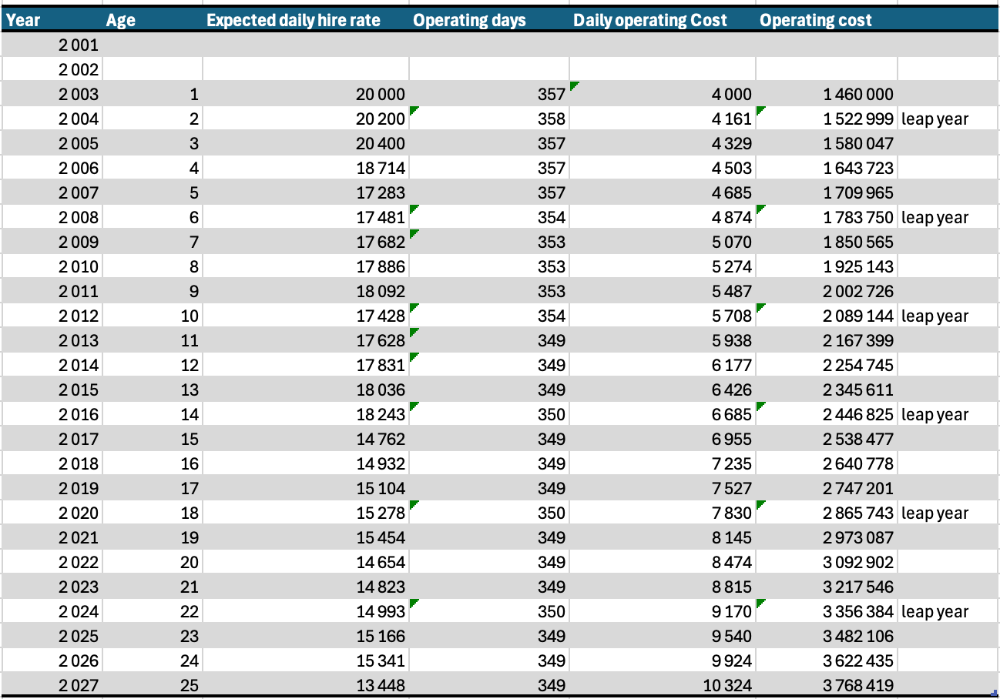 Year Age Expected daily hire rate Operating days Daily operating Cost Operating cost
2 001
2 002
2 003 1 20 000 357 4 000 1 460 000
2 004 2 20 200 358 4 161 1 522 999 leap year
2 005 3 20 400 357 4 329 1 580 047
2 006 4 18 714 357 4 503 1 643 723
2 007 5 17 283 357 4 685 1 709 965
2 008 6 17 481 354 4 874 1 783 750 leap year
2 009 7 17 682 353 5 070 1 850 565
2 010 8 17 886 353 5 274 1 925 143
2 011 9 18 092 353 5 487 2 002 726
2 012 10 17 428 354 5 708 2 089 144 leap year
2 013 11 17 628 349 5 938 2 167 399
2 014 12 17 831 349 6 177 2 254 745
2 015 13 18 036 349 6 426 2 345 611
2 016 14 18 243 350 6 685 2 446 825 leap year
2 017 15 14 762 349 6 955 2 538 477
2 018 16 14 932 349 7 235 2 640 778
2 019 17 15 104 349 7 527 2 747 201
2 020 18 15 278 350 7 830 2 865 743 leap year
2 021 19 15 454 349 8 145 2 973 087
2 022 20 14 654 349 8 474 3 092 902
2 023 21 14 823 349 8 815 3 217 546
2 024 22 14 993 350 9 170 3 356 384 leap year
2 025 23 15 166 349 9 540 3 482 106
2 026 24 15 341 349 9 924 3 622 435
2 027 25 13 448 349 10 324 3 768 419